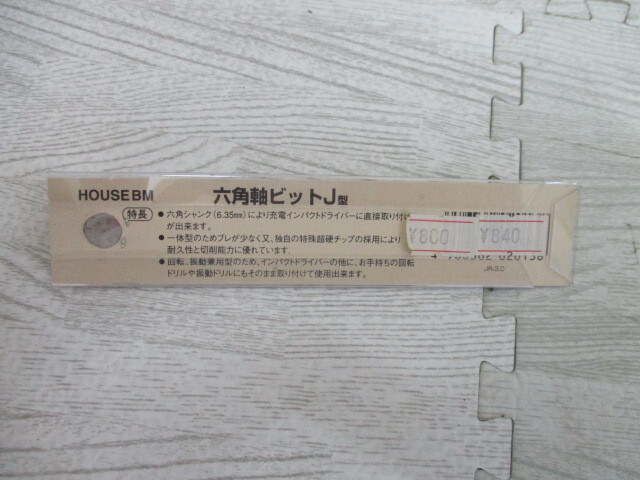 HOUSE BM
六角軸ビットJ型
特長
●六角シャンク(6.35mm)により充電インパクトドライバーに直接取り付け
が出来ます。
●一体型のためブレが少なく又、独自の特殊超硬チップの採用により
耐久性と切削能力に優れています。
●回転、振動兼用型のため、インパクトドライバーの他に、お手持ちの回転
ドリルや振動ドリルにもそのまま取り付けて使用出来ます。
¥800
¥840
JR-3.0